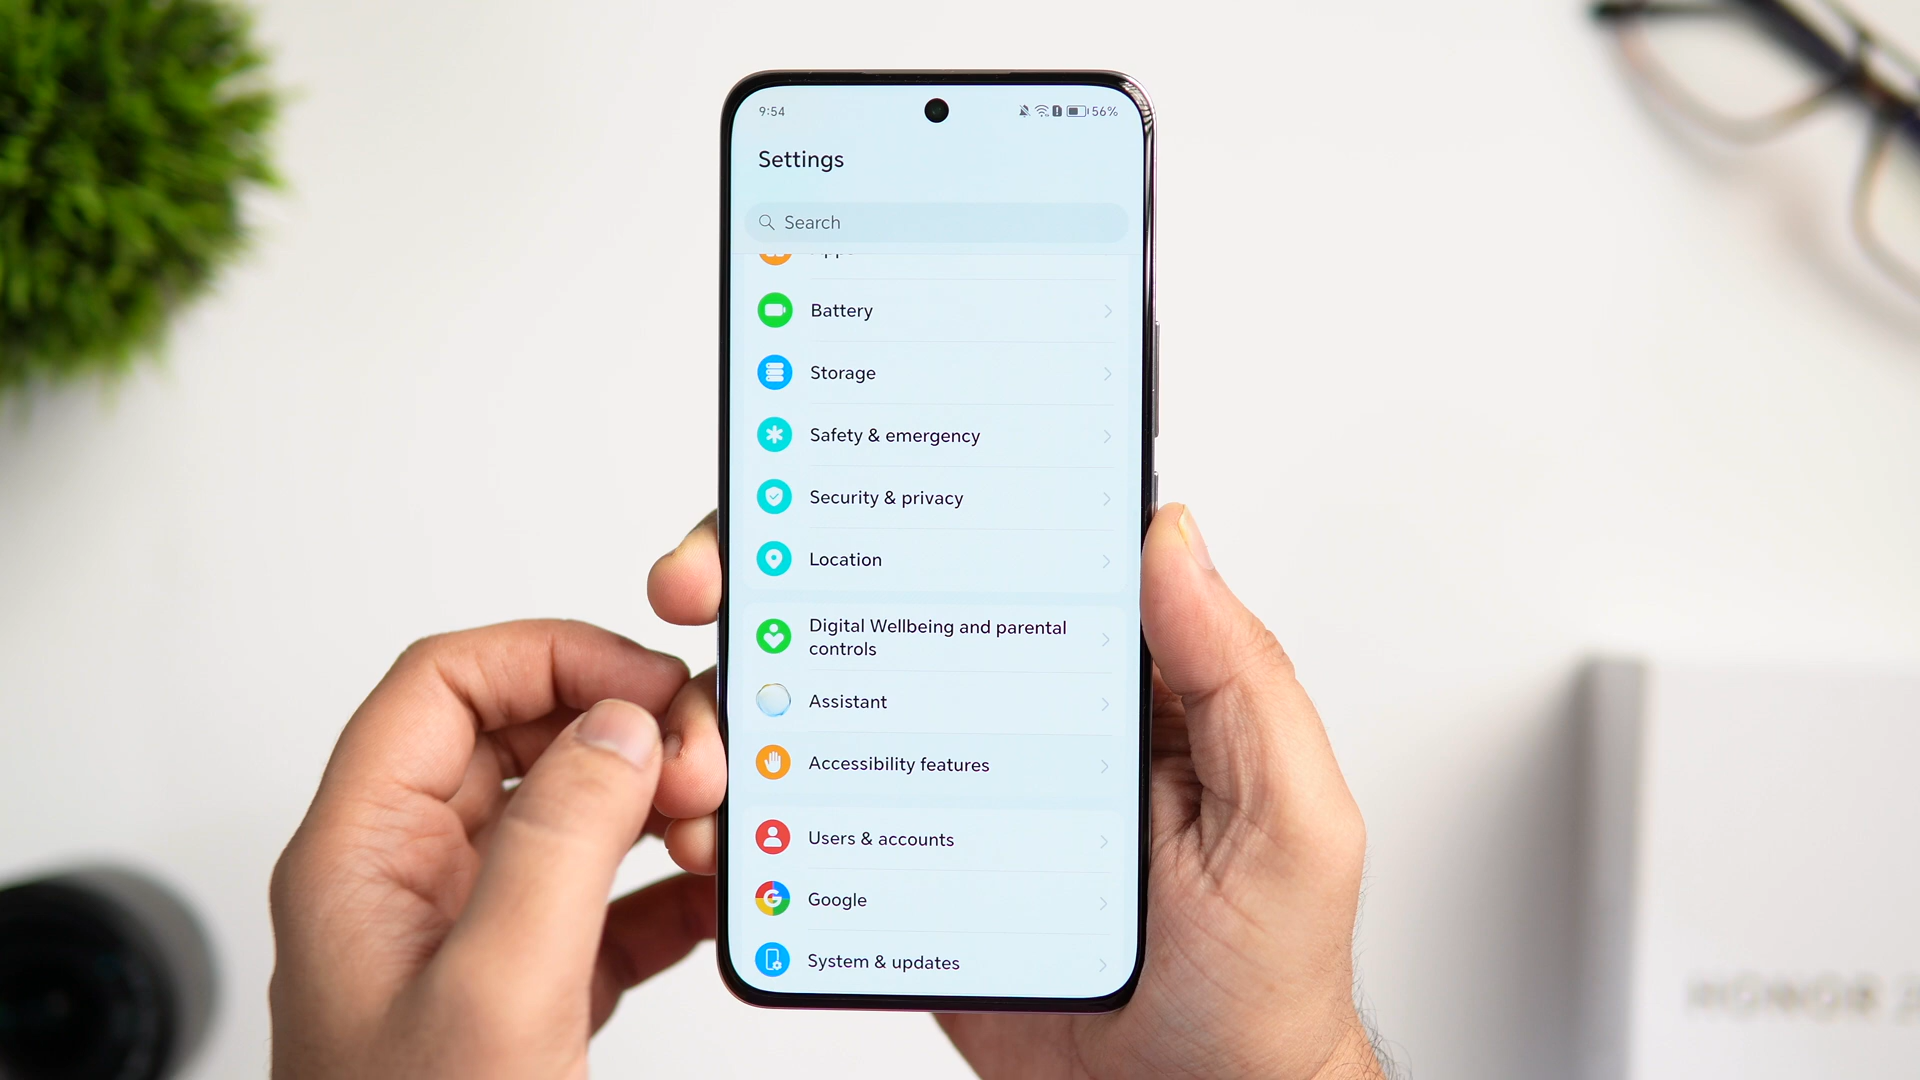 9:54
56%
Settings
Search
Battery
Storage
Safety & emergency
Security & privacy
Location
Digital Wellbeing and parental
controls
Assistant
Accessibility features
Users & accounts
Google
System & updates
HONOR